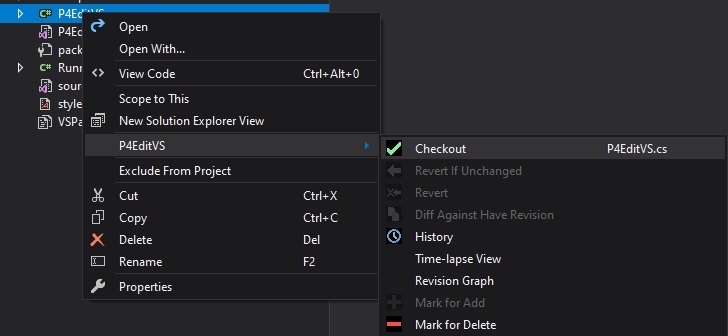 P4EditVS
Open
P4Ed
Open With...
pack
View Code Ctrl+Alt+0
Runn
sour
Scope to This
style
New Solution Explorer View
VSPa
P4EditVS
Checkout P4EditVS.cs
Exclude From Project
Revert If Unchanged
Cut Ctrl+X
Revert
Copy Ctrl+C
Diff Against Have Revision
Delete Del
History
Rename F2
Time-lapse View
Properties
Revision Graph
Mark for Add
Mark for Delete